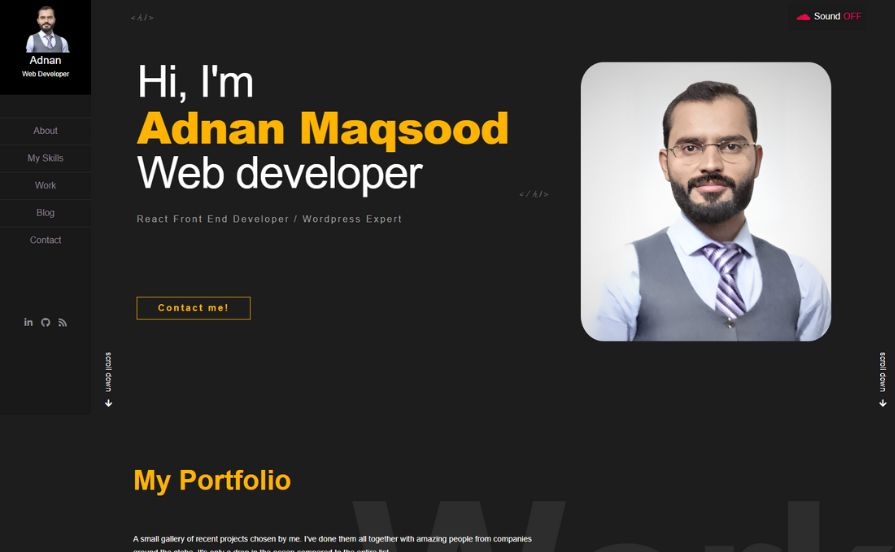 Adnan
Web Developer
About
My Skills
Work
Blog
Contact
<h1>
Sound OFF
Hi, I'm
Adnan Maqsood
Web developer
</h1>
React Front End Developer / Wordpress Expert
Contact me!
scroll down
scroll down
My Portfolio
Work
A small gallery of recent projects chosen by me. I've done them all together with amazing people from companies
around the globe. It's only a drop in the ocean compared to the entire list.